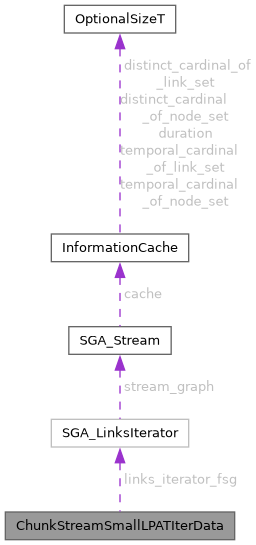 OptionalSizeT
distinct_cardinal_of
_link_set
distinct_cardinal
_of_node_set
duration
temporal_cardinal
_of_link_set
temporal_cardinal
_of_node_set
InformationCache
cache
SGA_Stream
stream_graph
SGA_LinksIterator
links_iterator_fsg
ChunkStreamSmallLPATIterData